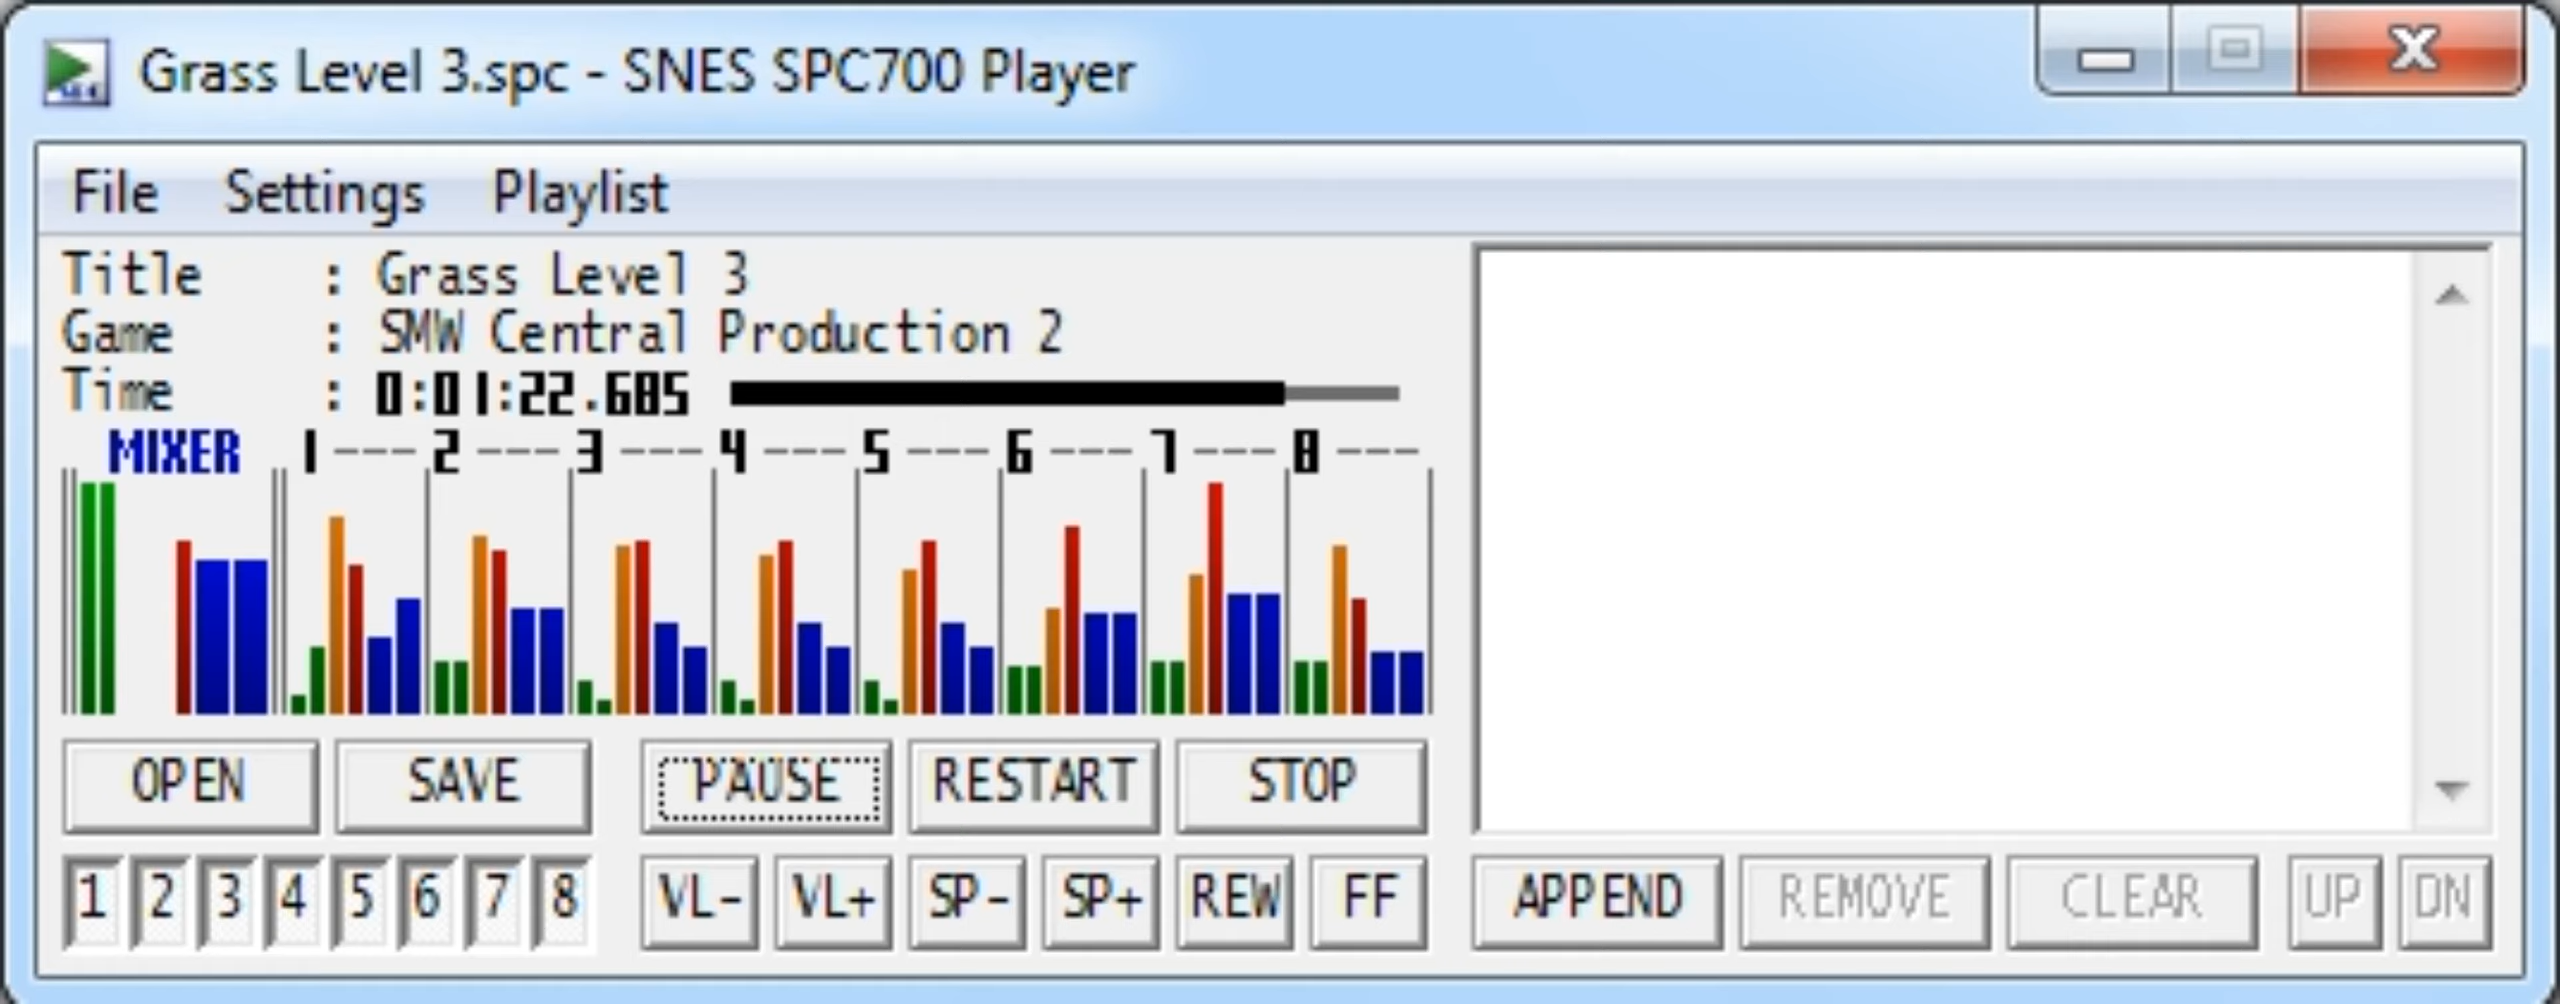 Grass Level 3.spc - SNES SPC700 Player
File Settings Playlist
Title : Grass Level 3
Game : SMW Central Production 2
Time : 0:01:22.685
MIXER 1 --- 2 --- 3 --- 4 --- 5 --- 6 --- 7 --- 8 ---
OPEN SAVE PAUSE RESTART STOP
1 2 3 4 5 6 7 8 VL- VL+ SP- SP+ REW FF APPEND REMOVE CLEAR UP DN